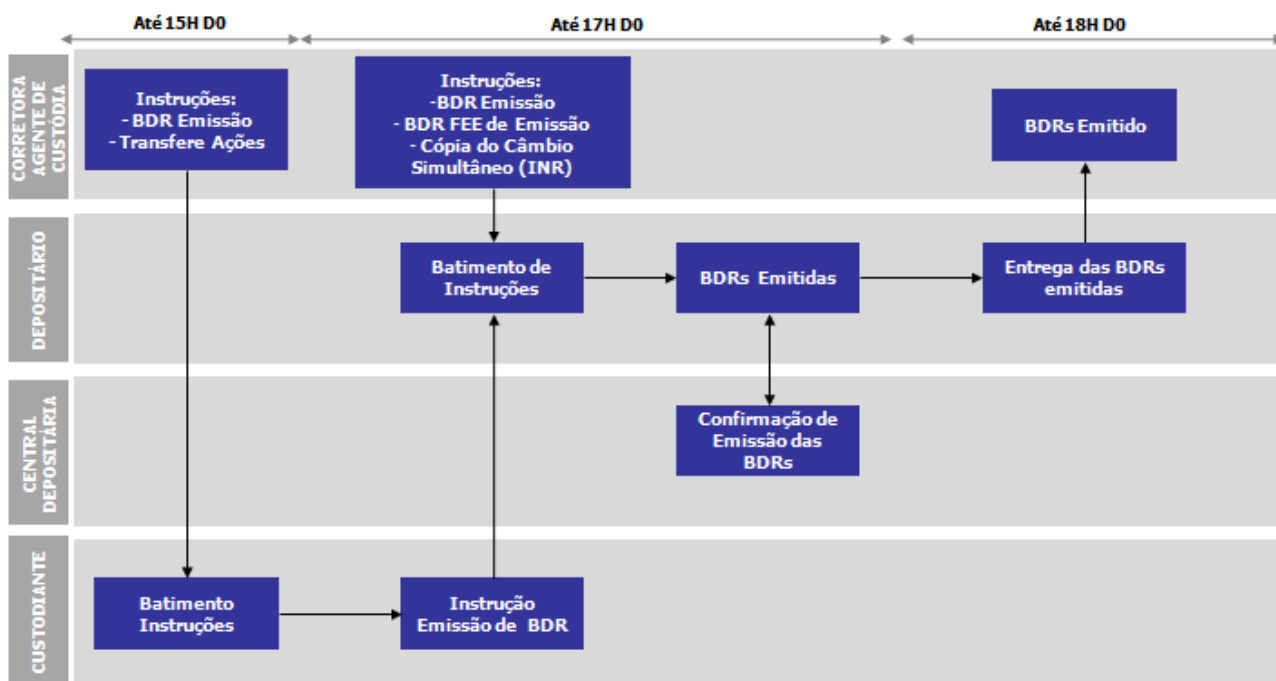 Até 15H D0
Até 17H D0
Até 18H D0
CORRETORA
AGENTE DE
CUSTÓDIA
Instruções:
- BDR Emissão
- Transfere Ações
Instruções:
-BDR Emissão
- BDR FEE de Emissão
- Cópia do Câmbio
Simultâneo (INR)
BDRs Emitido
DEPOSITÁRIO
Batimento de
Instruções
BDRs Emitidas
Entrega das BDRs
emitidas
CENTRAL
DEPOSITÁRIA
Confirmação de
Emissão das
BDRs
CUSTODIANTE
Batimento
Instruções
Instrução
Emissão de BDR